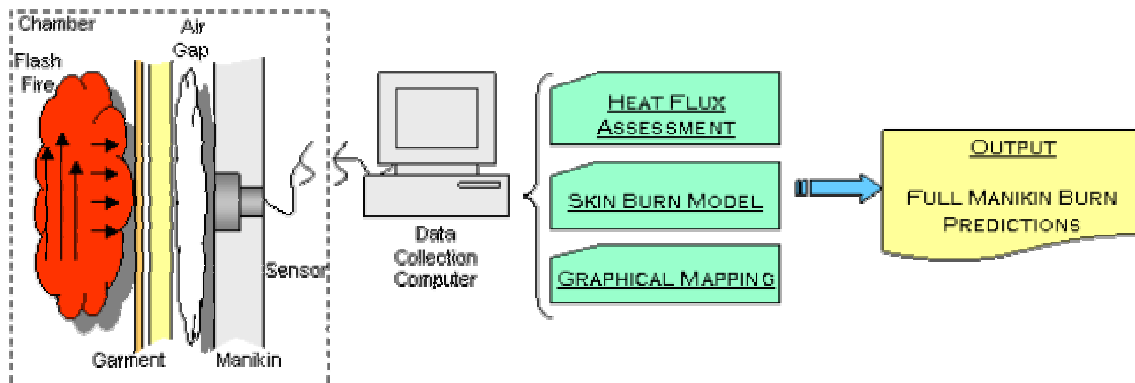 Chamber
Flash
Fire
Air
Gap
Sensor
Garment
Manikin
Data
Collection
Computer
HEAT FLUX
ASSESSMENT
SKIN BURN MODEL
GRAPHICAL MAPPING
OUTPUT
FULL MANIKIN BURN
PREDICTIONS